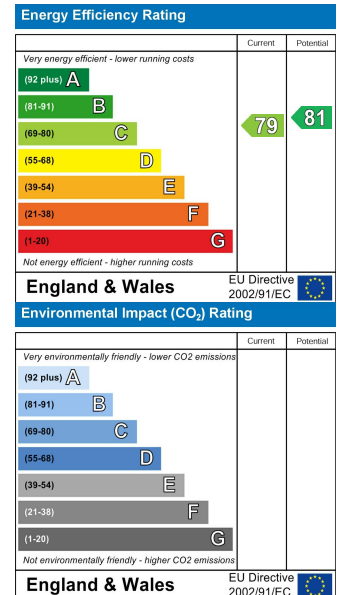 Energy Efficiency Rating
Current Potential
Very energy efficient - lower running costs
(92 plus) A
(81-91) B
(69-80) C
(55-68) D
(39-54) E
(21-38) F
(1-20) G
79 81
Not energy efficient - higher running costs
England & Wales EU Directive 2002/91/EC
Environmental Impact (CO₂) Rating
Current Potential
Very environmentally friendly - lower CO2 emissions
(92 plus) A
(81-91) B
(69-80) C
(55-68) D
(39-54) E
(21-38) F
(1-20) G
Not environmentally friendly - higher CO2 emissions
England & Wales EU Directive 2002/91/EC